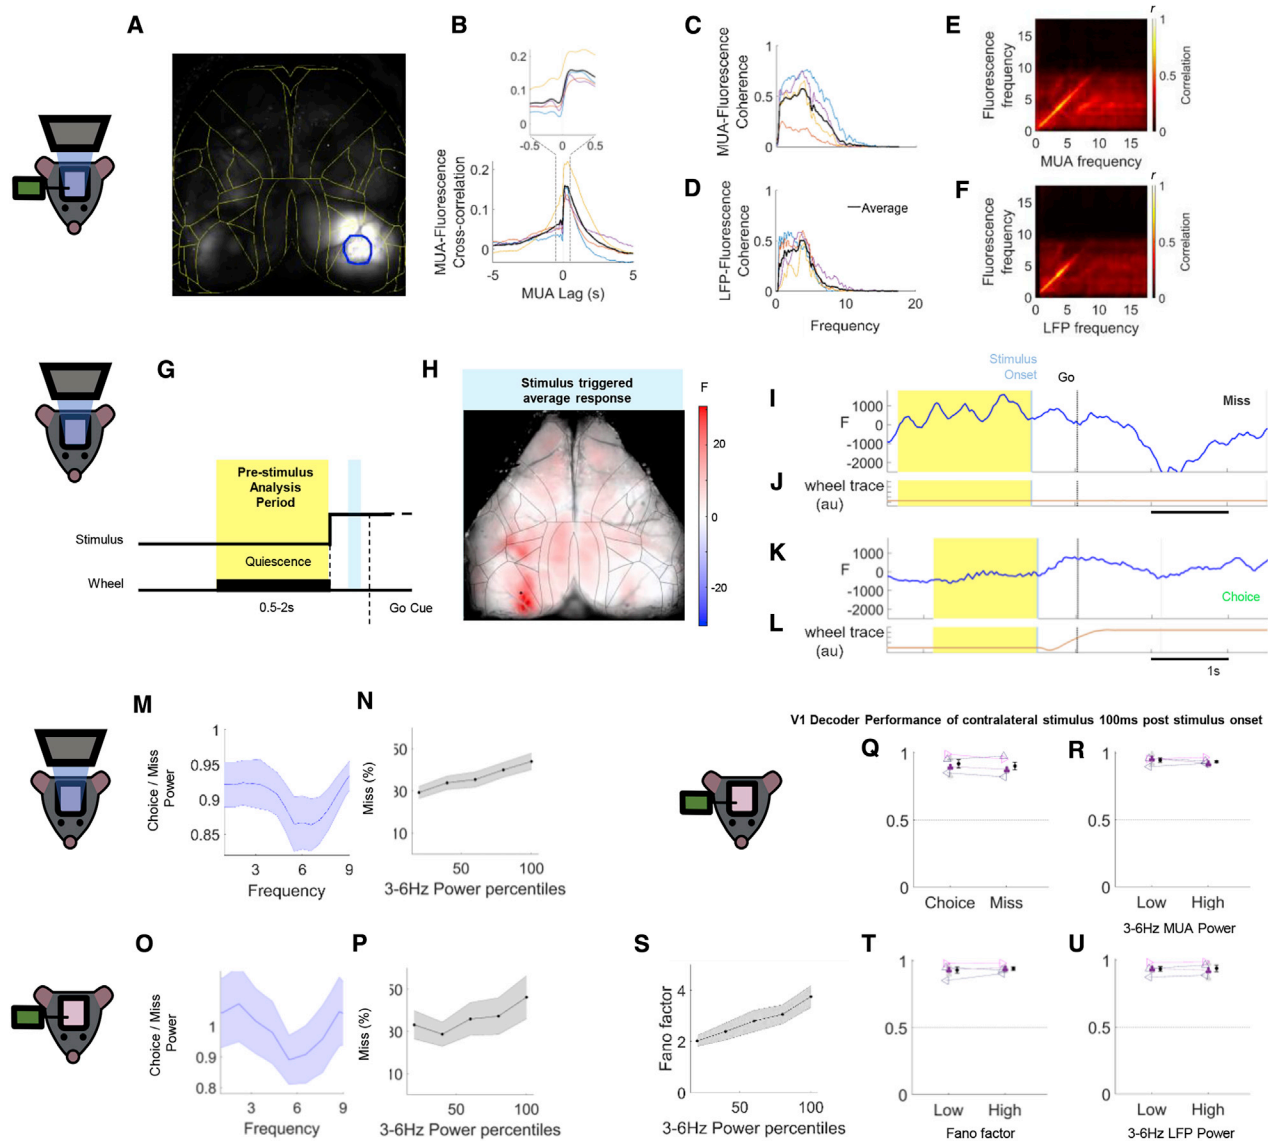 A
B
0.2
0.1
0
-0.5
0
0.5
MUA-Fluorescence
Cross-correlation
0.2
0.1
0
-5
0
5
MUA Lag (s)
C
MUA-Fluorescence
Coherence
1
0.5
0
D
LFP-Fluorescence
Coherence
1
0.5
0
Average
0
10
20
Frequency
E
Fluorescence
frequency
15
10
5
0
0
5
10
15
MUA frequency
r
1
0.5
0
Correlation
F
Fluorescence
frequency
15
10
5
0
0
5
10
15
LFP frequency
r
1
0.5
0
Correlation
G
Pre-stimulus
Analysis
Period
Stimulus
Quiescence
Wheel
0.5-2s
Go Cue
H
Stimulus triggered
average response
F
20
0
-20
Stimulus
Onset
Go
I
F
1000
0
-1000
-2000
Miss
J
wheel trace
(au)
K
F
1000
0
-1000
-2000
Choice
L
wheel trace
(au)
1s
M
Choice / Miss
Power
1
0.95
0.9
0.85
3
6
9
Frequency
N
Miss (%)
50
30
10
50
100
3-6Hz Power percentiles
V1 Decoder Performance of contralateral stimulus 100ms post stimulus onset
Q
1
0.5
0
Choice
Miss
R
1
0.5
0
Low
High
3-6Hz MUA Power
O
Choice / Miss
Power
1
0.9
0.8
3
6
9
Frequency
P
Miss (%)
50
30
10
50
100
3-6Hz Power percentiles
S
Fano factor
4
2
0
50
100
3-6Hz Power percentiles
T
1
0.5
0
Low
High
Fano factor
U
1
0.5
0
Low
High
3-6Hz LFP Power